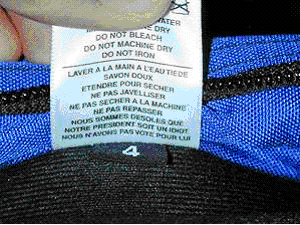 WATER
DRY
DO NOT BLEACH
DO NOT MACHINE DRY
DO NOT IRON
LAVER A LA MAIN A L'EAU TIEDE
SAVON DOUX
ETENDRE POUR SECHER
NE PAS JAVELLISER
NE PAS SECHER A LA MACHINE
NE PAS REPASSER
NOUS SOMMES DESOLES QUE
NOTRE PRESIDENT SOIT UN IDIOT
NOUS N'AVONS PAS VOTE POUR LUI
4